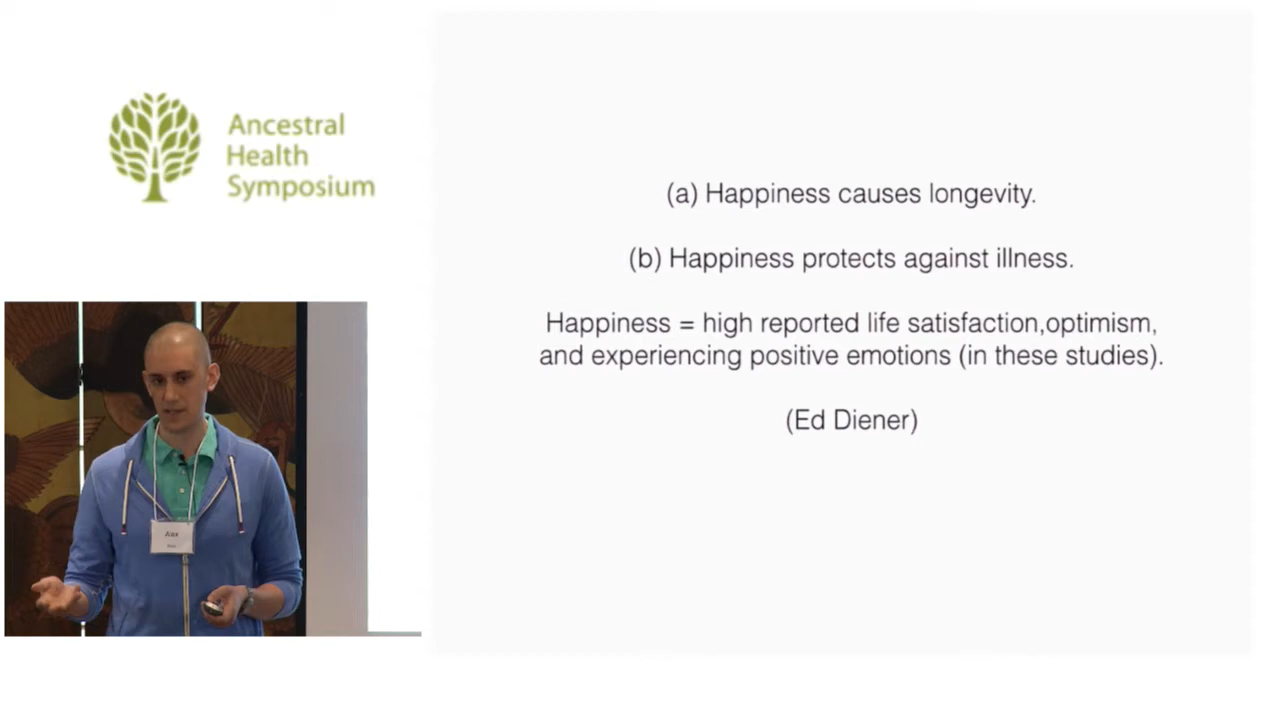 Ancestral
Health
Symposium
(a) Happiness causes longevity.
(b) Happiness protects against illness.
Happiness = high reported life satisfaction,optimism,
and experiencing positive emotions (in these studies).
(Ed Diener)